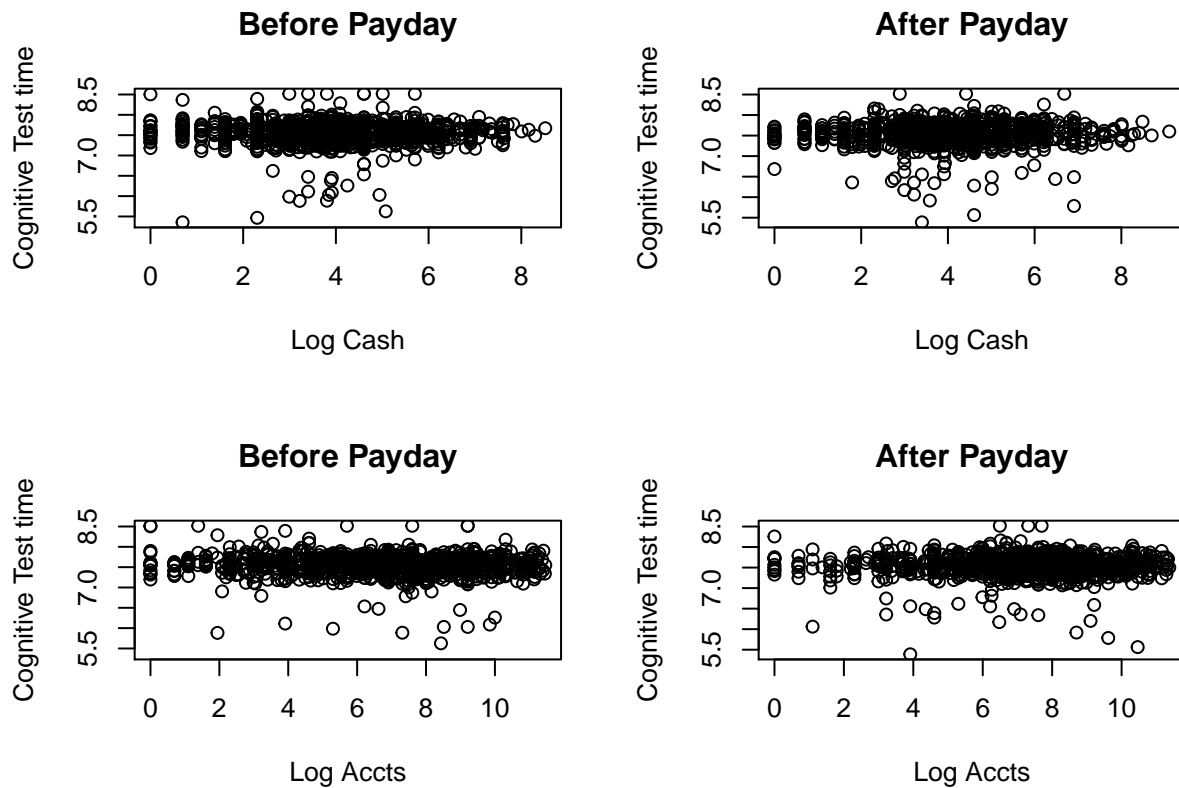 Before Payday
Cognitive Test time
5.5 7.0 8.5
0 2 4 6 8
Log Cash
After Payday
Cognitive Test time
5.5 7.0 8.5
0 2 4 6 8
Log Cash
Before Payday
Cognitive Test time
5.5 7.0 8.5
0 2 4 6 8 10
Log Accts
After Payday
Cognitive Test time
5.5 7.0 8.5
0 2 4 6 8 10
Log Accts